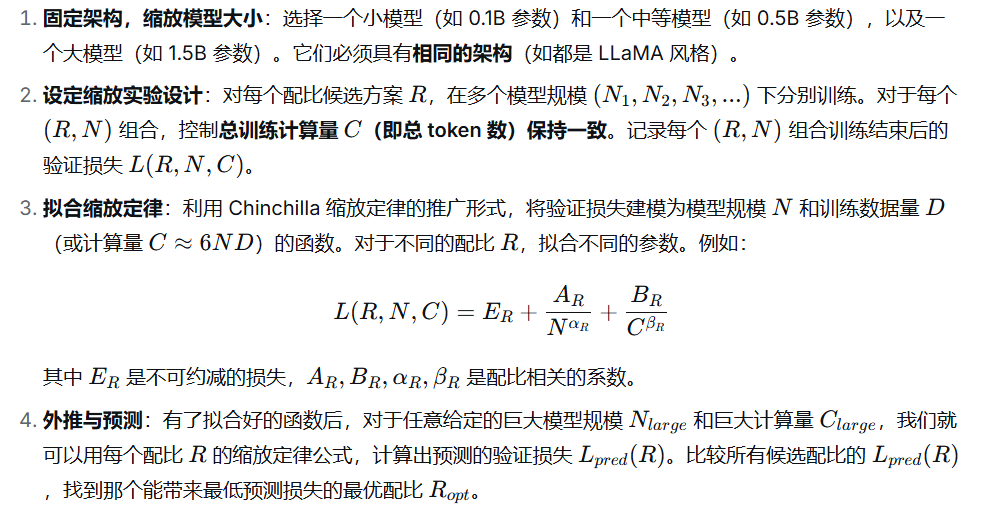 1. 固定架构，缩放模型大小：选择一个小模型（如 0.1B 参数）和一个中等模型（如 0.5B 参数），以及一
个大模型（如 1.5B 参数）。它们必须具有相同的架构（如都是 LLaMA 风格）。
2. 设定缩放实验设计：对每个配比候选方案 R，在多个模型规模 (N₁, N₂, N₃, ...) 下分别训练。对于每个
(R, N) 组合，控制总训练计算量 C（即总 token 数）保持一致。记录每个 (R, N) 组合训练结束后的
验证损失 L(R, N, C)。
3. 拟合缩放定律：利用 Chinchilla 缩放定律的推广形式，将验证损失建模为模型规模 N 和训练数据量 D
（或计算量 C ≈ 6ND）的函数。对于不同的配比 R，拟合不同的参数。例如：
L(R, N, C) = E_R + A_R / N^{α_R} + B_R / C^{β_R}
其中 E_R 是不可约减的损失，A_R, B_R, α_R, β_R 是配比相关的系数。
4. 外推与预测：有了拟合好的函数后，对于任意给定的巨大模型规模 N_{large} 和巨大计算量 C_{large}，我们就
可以用每个配比 R 的缩放定律公式，计算出预测的验证损失 L_{pred}(R)。比较所有候选配比的 L_{pred}(R)
，找到那个能带来最低预测损失的最优配比 R_{opt}。